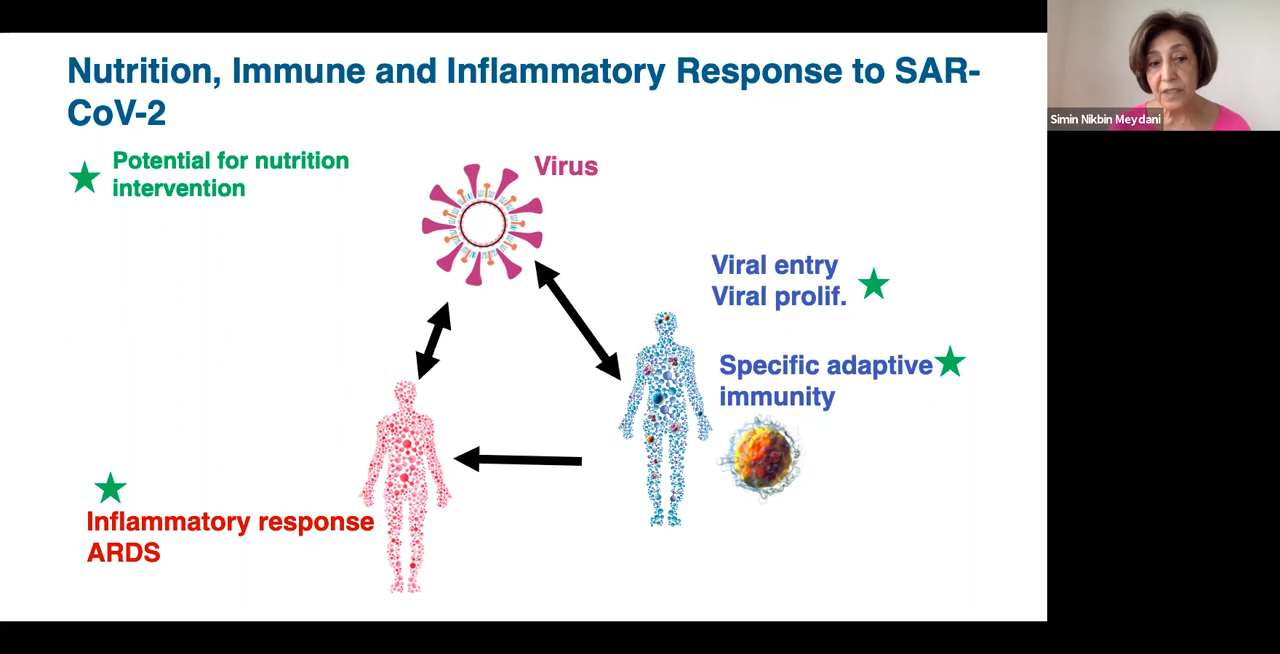 Nutrition, Immune and Inflammatory Response to SAR-
CoV-2
Simin Nikbin Meydani
Potential for nutrition
intervention
Virus
Viral entry
Viral prolif.
Specific adaptive
immunity
Inflammatory response
ARDS